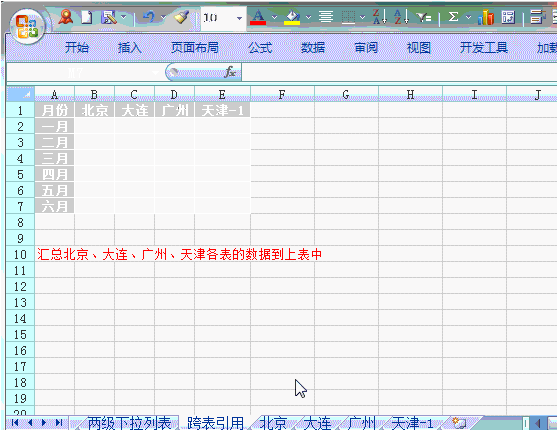 10 A A Σ
开始 插入 页面布局 公式 数据 审阅 视图 开发工具 加载
fx
A B C D E F G H I J
1 月份 北京 大连 广州 天津-1
2 一月
3 二月
4 三月
5 四月
6 五月
7 六月
8
9
10 汇总北京、大连、广州、天津各表的数据到上表中
11
12
13
14
15
16
17
18
19
20
两级下拉列表 跨表引用 北京 大连 广州 天津-1